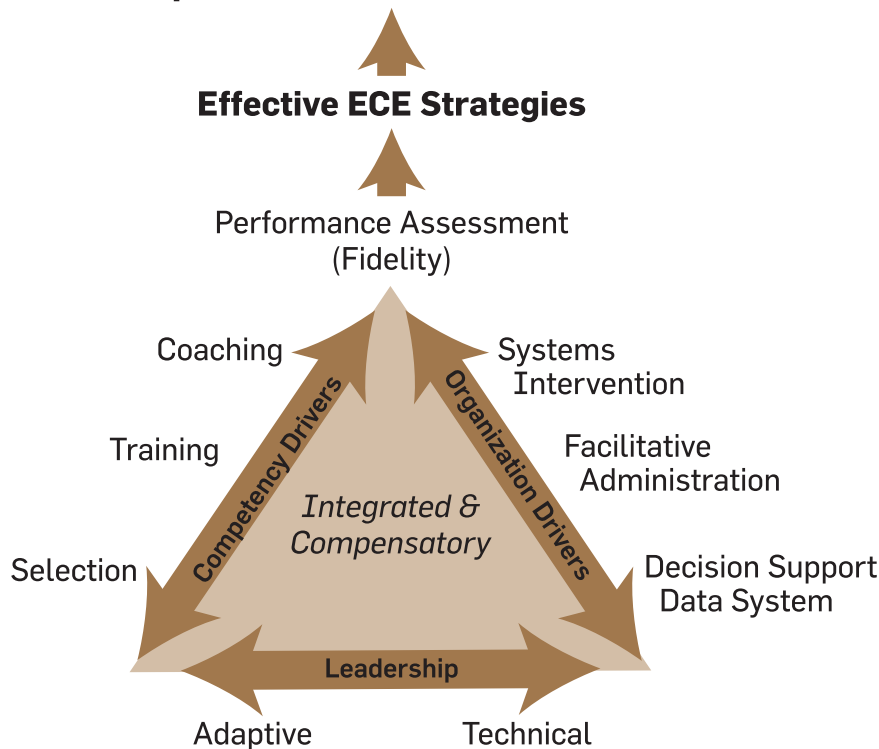 Effective ECE Strategies
Performance Assessment
(Fidelity)
Coaching
Systems
Intervention
Competency Drivers
Organization Drivers
Training
Facilitative
Administration
Integrated &
Compensatory
Selection
Decision Support
Data System
Leadership
Adaptive
Technical